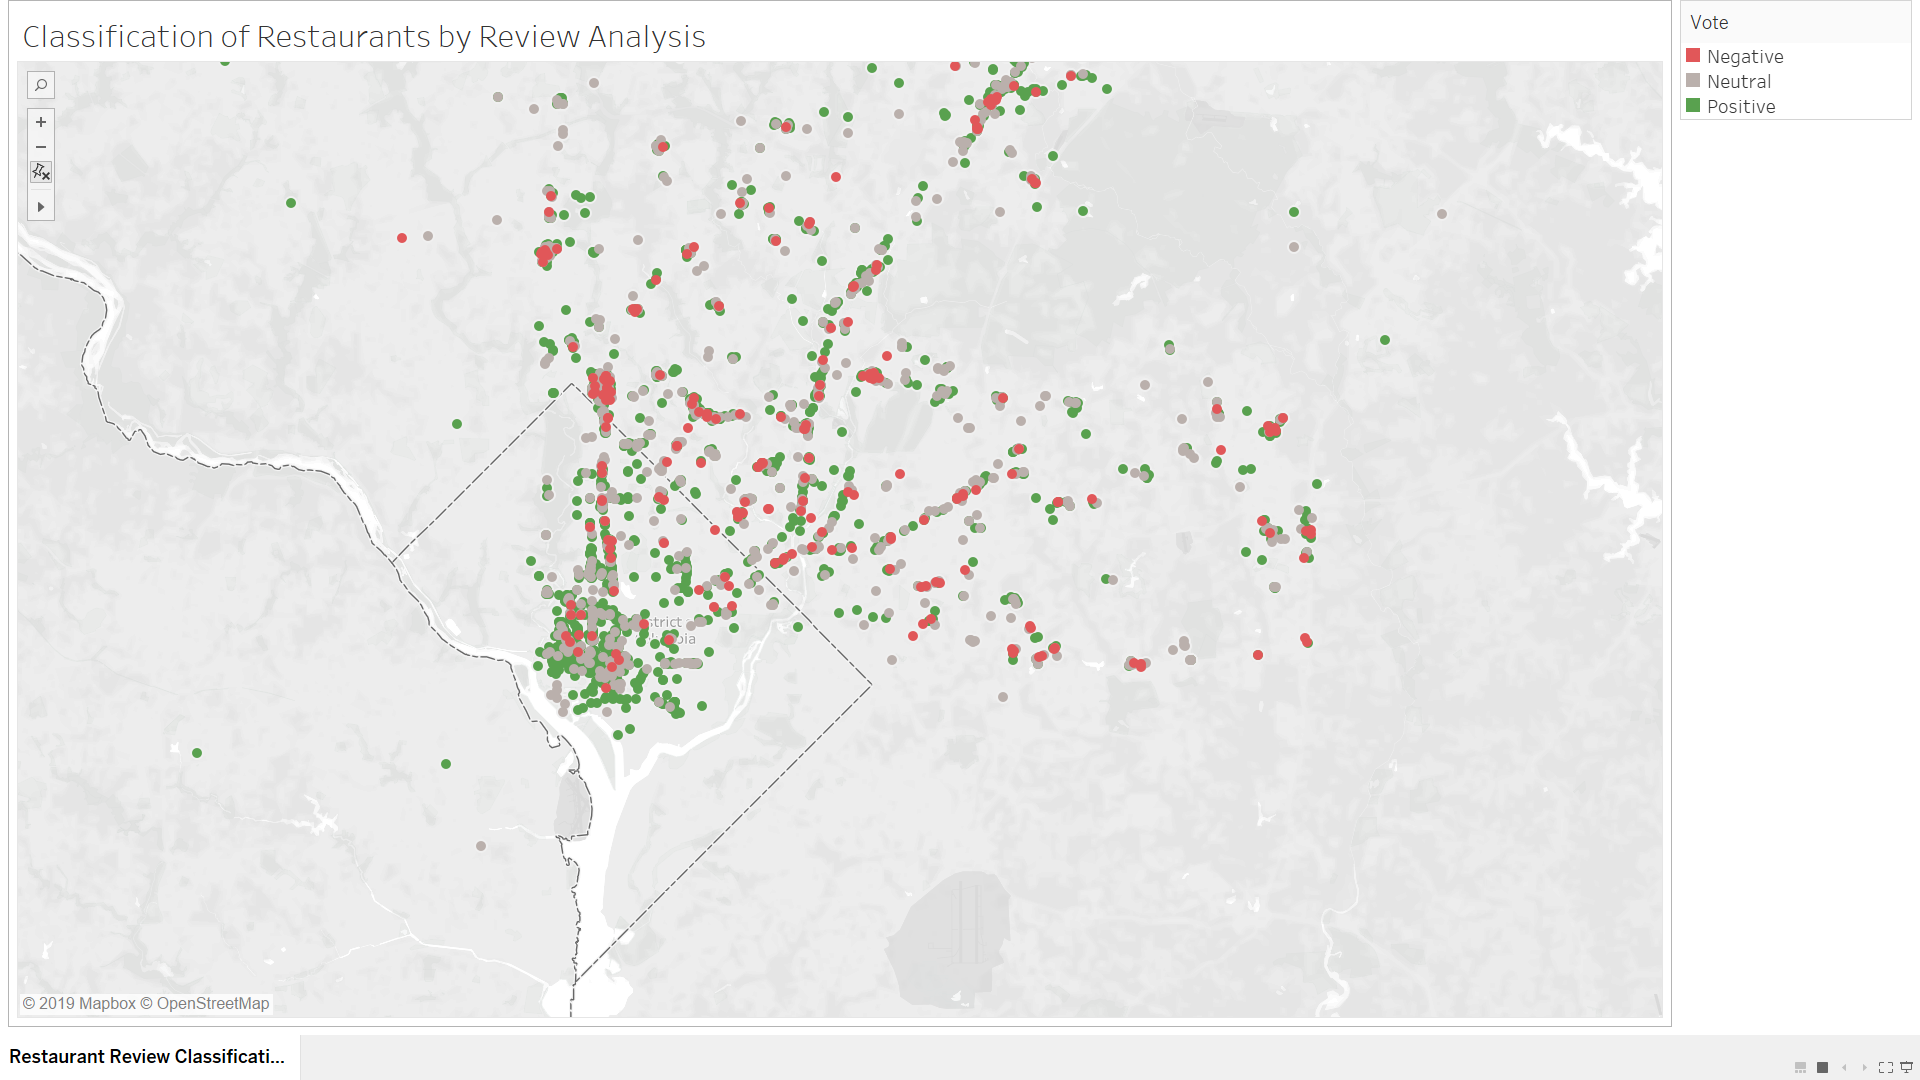 Classification of Restaurants by Review Analysis
Vote
Negative
Neutral
Positive
© 2019 Mapbox © OpenStreetMap
Restaurant Review Classificati...